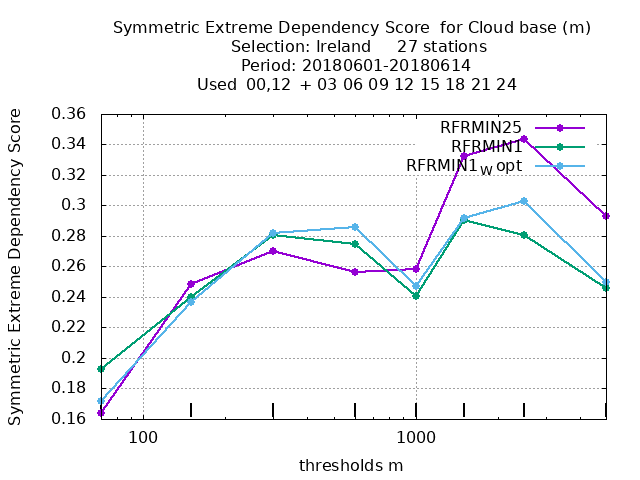 Symmetric Extreme Dependency Score for Cloud base (m)
Selection: Ireland 27 stations
Period: 20180601-20180614
Used 00,12 + 03 06 09 12 15 18 21 24
Symmetric Extreme Dependency Score
0.36
0.34
0.32
0.3
0.28
0.26
0.24
0.22
0.2
0.18
0.16
RFRMIN25
RFRMIN1
RFRMIN1w opt
100 1000
thresholds m